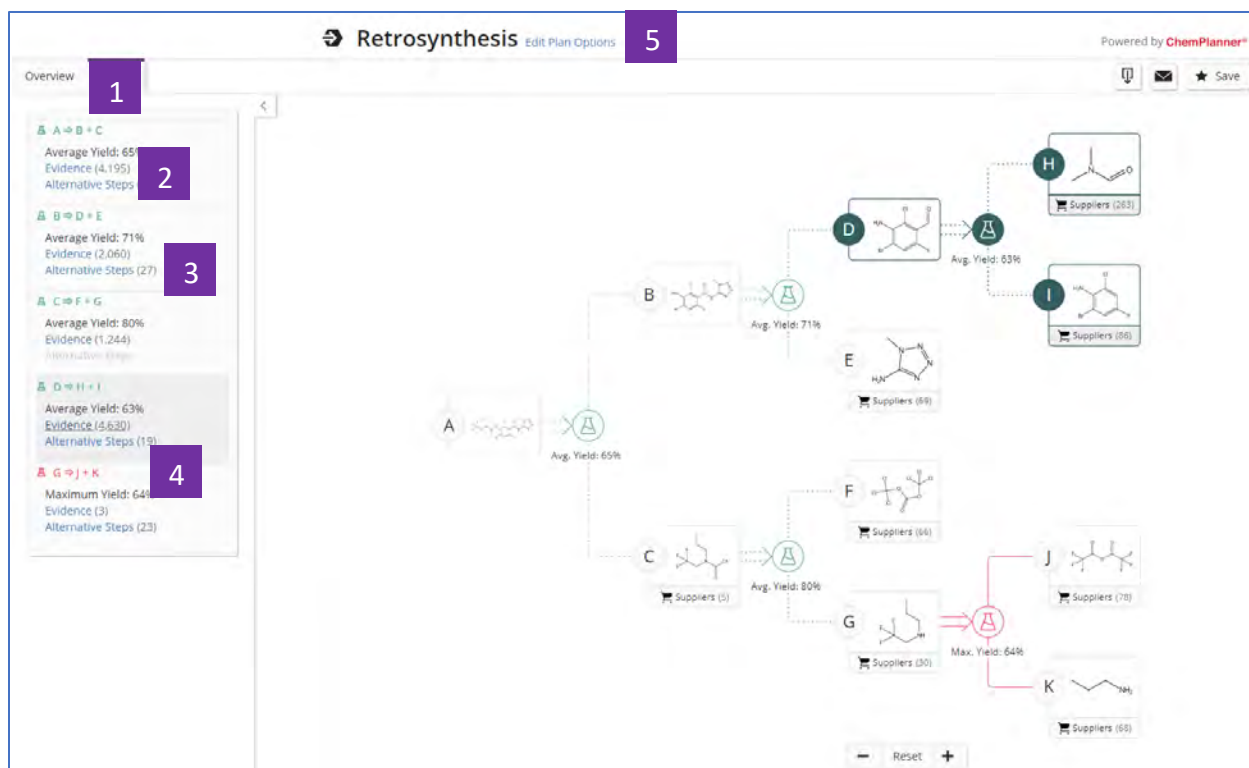 Retrosynthesis Edit Plan Options 5 Powered by ChemPlanner®
Overview
1
Save
A ⇨ B + C
Average Yield: 65%
Evidence (4,195)
Alternative Steps
2
B ⇨ D + E
Average Yield: 71%
Evidence (2,060)
Alternative Steps (27)
3
C ⇨ F + G
Average Yield: 80%
Evidence (1,244)
Alternative Steps
D ⇨ H + I
Average Yield: 63%
Evidence (4,630)
Alternative Steps (19)
4
G ⇨ J + K
Maximum Yield: 64%
Evidence (3)
Alternative Steps (23)
H
Suppliers (263)
D
Avg. Yield: 63%
I
Suppliers (86)
B
Avg. Yield: 71%
E
Suppliers (69)
A
Avg. Yield: 65%
F
Suppliers (66)
C
Suppliers (5)
Avg. Yield: 80%
J
Suppliers (78)
G
Suppliers (30)
Max. Yield: 64%
K
Suppliers (68)
Reset